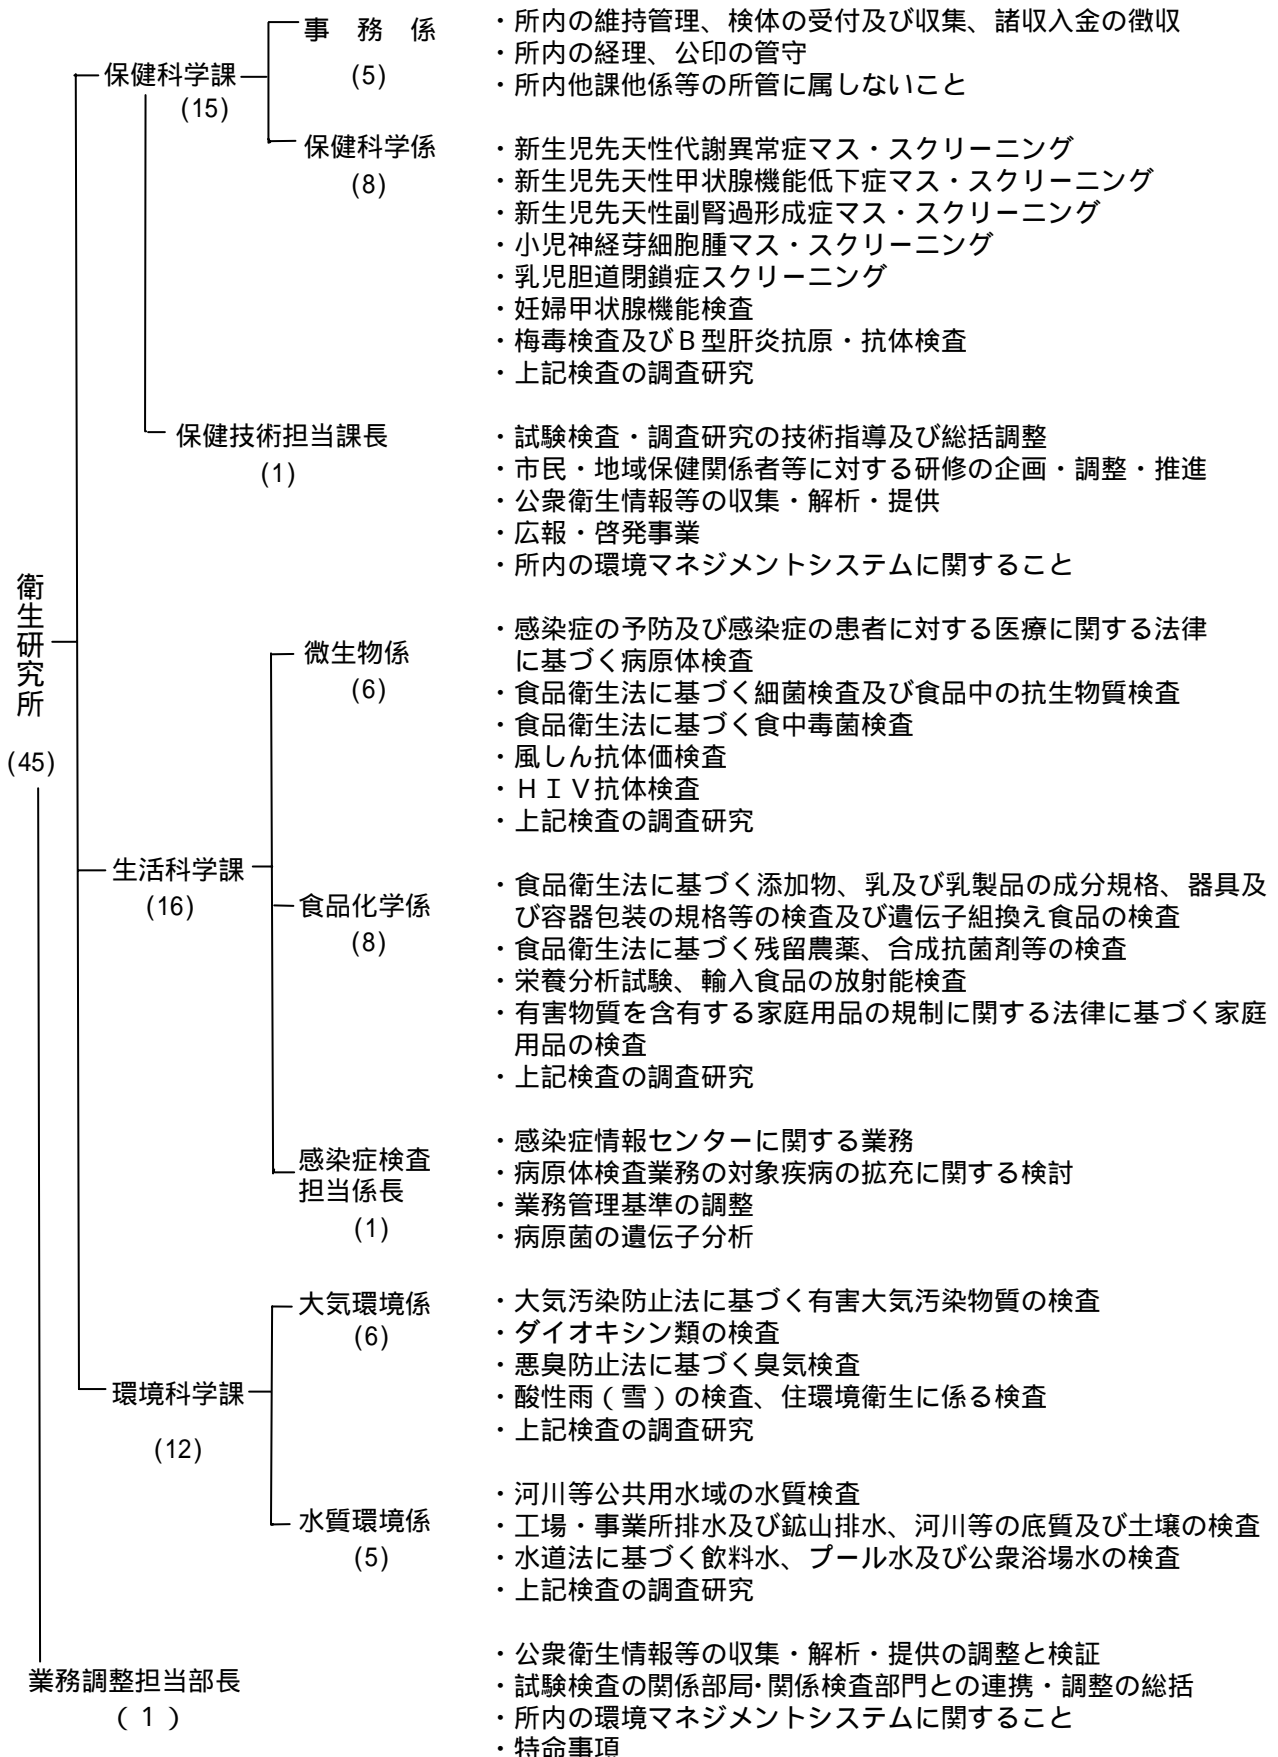 事　務　係
(5)
・所内の維持管理、検体の受付及び収集、諸収入金の徴収
・所内の経理、公印の管守
・所内他課他係等の所管に属しないこと
保健科学課
(15)
保健科学係
(8)
・新生児先天性代謝異常症マス・スクリーニング
・新生児先天性甲状腺機能低下症マス・スクリーニング
・新生児先天性副腎過形成症マス・スクリーニング
・小児神経芽細胞腫マス・スクリーニング
・乳児胆道閉鎖症スクリーニング
・妊婦甲状腺機能検査
・梅毒検査及びＢ型肝炎抗原・抗体検査
・上記検査の調査研究
保健技術担当課長
(1)
・試験検査・調査研究の技術指導及び総括調整
・市民・地域保健関係者等に対する研修の企画・調整・推進
・公衆衛生情報等の収集・解析・提供
・広報・啓発事業
・所内の環境マネジメントシステムに関すること
衛生研究所
(45)
微生物係
(6)
・感染症の予防及び感染症の患者に対する医療に関する法律
に基づく病原体検査
・食品衛生法に基づく細菌検査及び食品中の抗生物質検査
・食品衛生法に基づく食中毒菌検査
・風しん抗体価検査
・ＨＩＶ抗体検査
・上記検査の調査研究
生活科学課
(16)
食品化学係
(8)
・食品衛生法に基づく添加物、乳及び乳製品の成分規格、器具及
び容器包装の規格等の検査及び遺伝子組換え食品の検査
・食品衛生法に基づく残留農薬、合成抗菌剤等の検査
・栄養分析試験、輸入食品の放射能検査
・有害物質を含有する家庭用品の規制に関する法律に基づく家庭
用品の検査
・上記検査の調査研究
感染症検査
担当係長
(1)
・感染症情報センターに関する業務
・病原体検査業務の対象疾病の拡充に関する検討
・業務管理基準の調整
・病原菌の遺伝子分析
大気環境係
(6)
・大気汚染防止法に基づく有害大気汚染物質の検査
・ダイオキシン類の検査
・悪臭防止法に基づく臭気検査
・酸性雨（雪）の検査、住環境衛生に係る検査
・上記検査の調査研究
環境科学課
(12)
水質環境係
(5)
・河川等公共用水域の水質検査
・工場・事業所排水及び鉱山排水、河川等の底質及び土壌の検査
・水道法に基づく飲料水、プール水及び公衆浴場水の検査
・上記検査の調査研究
業務調整担当部長
（１）
・公衆衛生情報等の収集・解析・提供の調整と検証
・試験検査の関係部局・関係検査部門との連携・調整の総括
・所内の環境マネジメントシステムに関すること
・特命事項